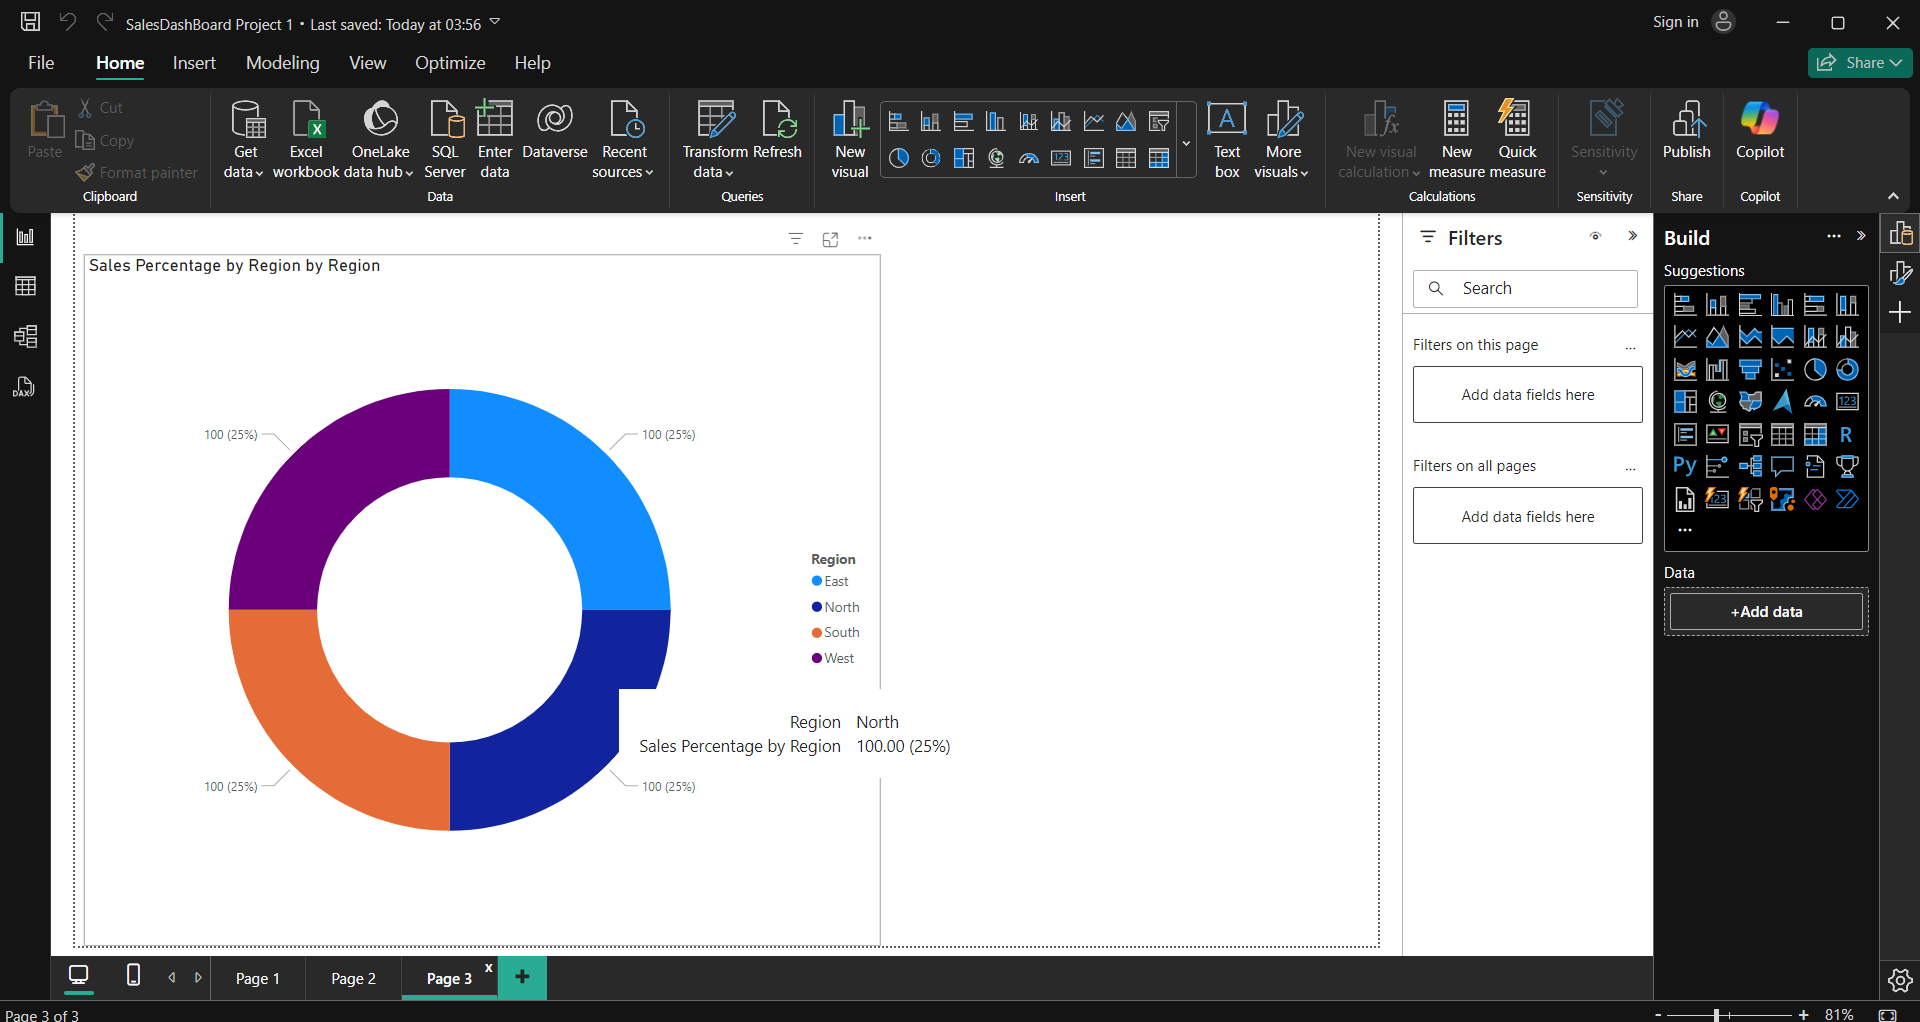 SalesDashBoard Project 1 • Last saved: Today at 03:56
Sign in
File
Home
Insert
Modeling
View
Optimize
Help
Share
Paste
Cut
Copy
Format painter
Clipboard
Get data
Excel workbook
OneLake data hub
SQL Server
Enter data
Dataverse
Recent sources
Data
Transform data
Refresh
Queries
New visual
Text box
More visuals
Insert
New visual calculation
New measure
Quick measure
Calculations
Sensitivity
Sensitivity
Publish
Share
Copilot
Copilot
DAX
Sales Percentage by Region by Region
100 (25%)
100 (25%)
100 (25%)
100 (25%)
Region
East
North
South
West
Region North
Sales Percentage by Region 100.00 (25%)
Filters
Search
Filters on this page
...
Add data fields here
Filters on all pages
...
Add data fields here
Build
Suggestions
123
R
Py
123
Data
+Add data
Page 1
Page 2
Page 3
x
+
Page 3 of 3
- + 81%